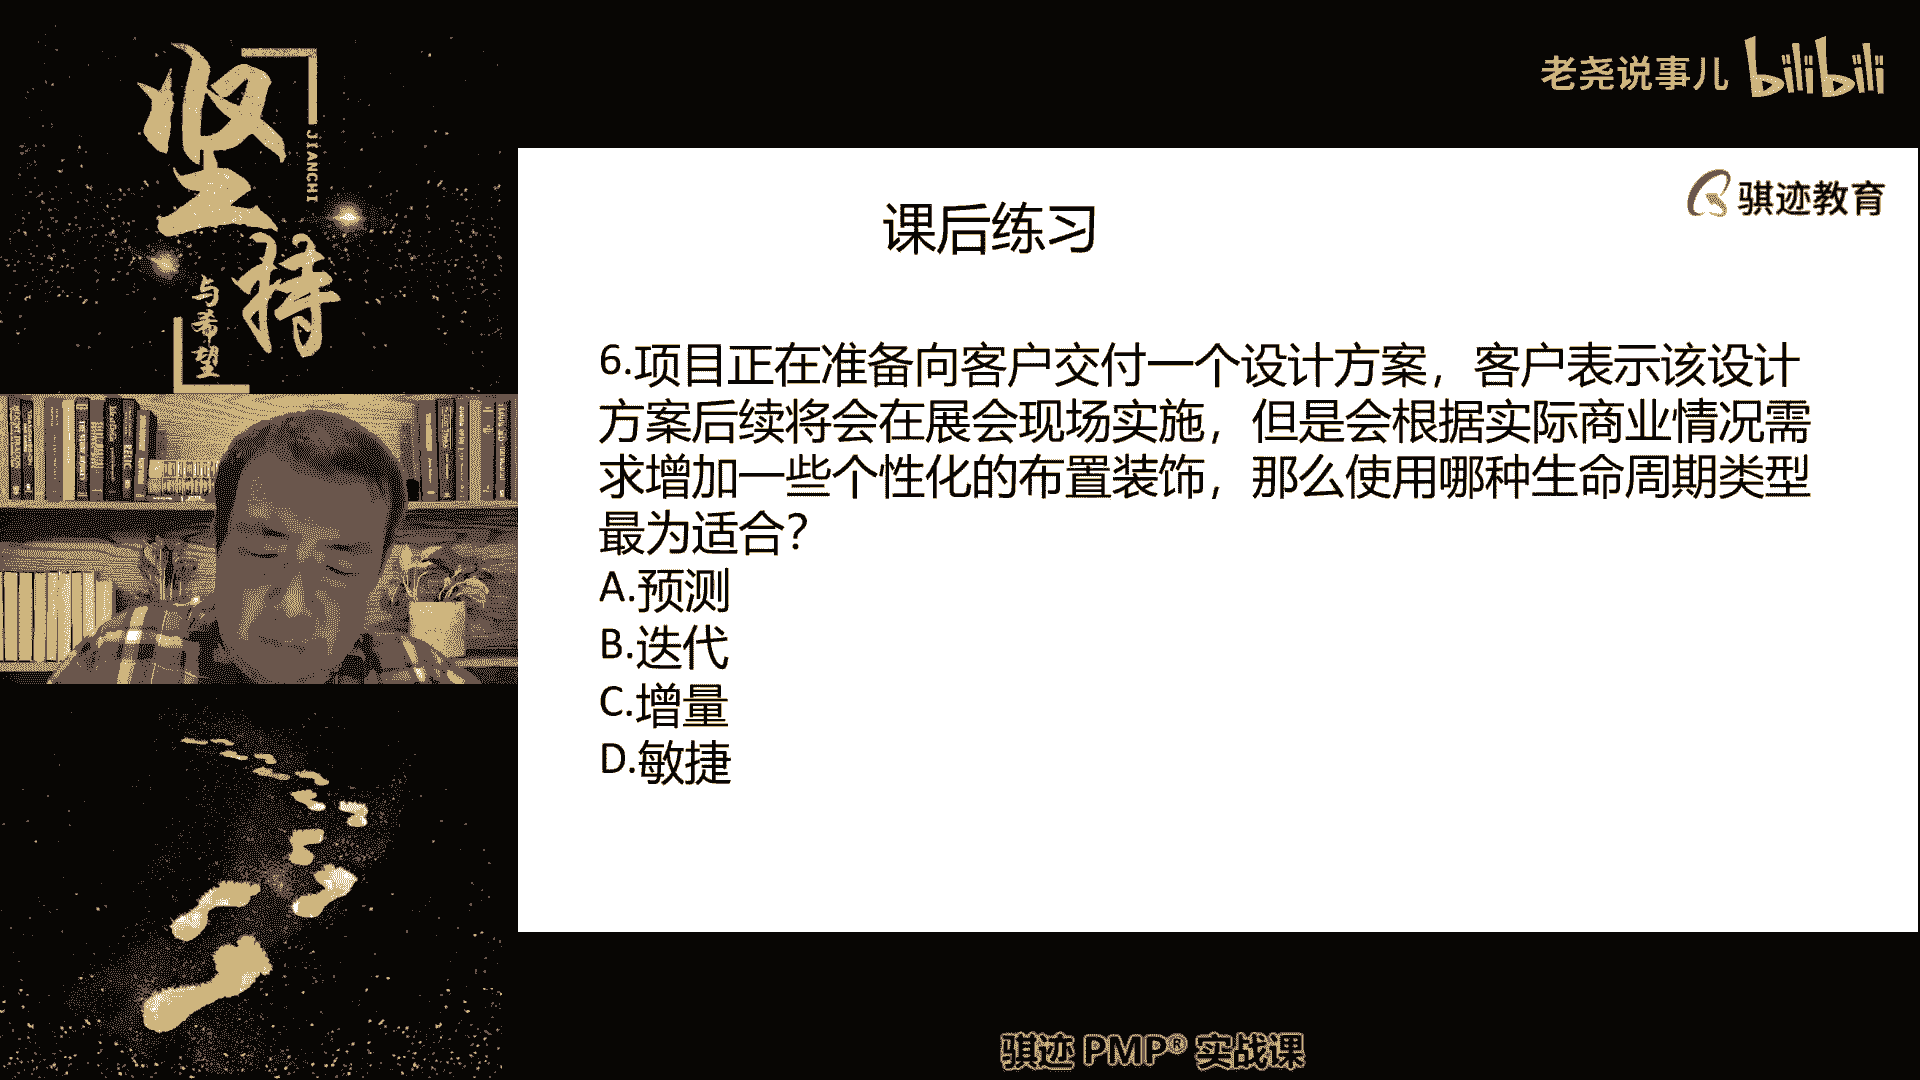 坚持
JIANCHI
与希望
老尧说事儿 bilibili
骐迹教育
课后练习
6.项目正在准备向客户交付一个设计方案，客户表示该设计
方案后续将会在展会现场实施，但是会根据实际商业情况需
求增加一些个性化的布置装饰，那么使用哪种生命周期类型
最为适合？
A.预测
B.迭代
C.增量
D.敏捷
骐迹 PMP® 实战课